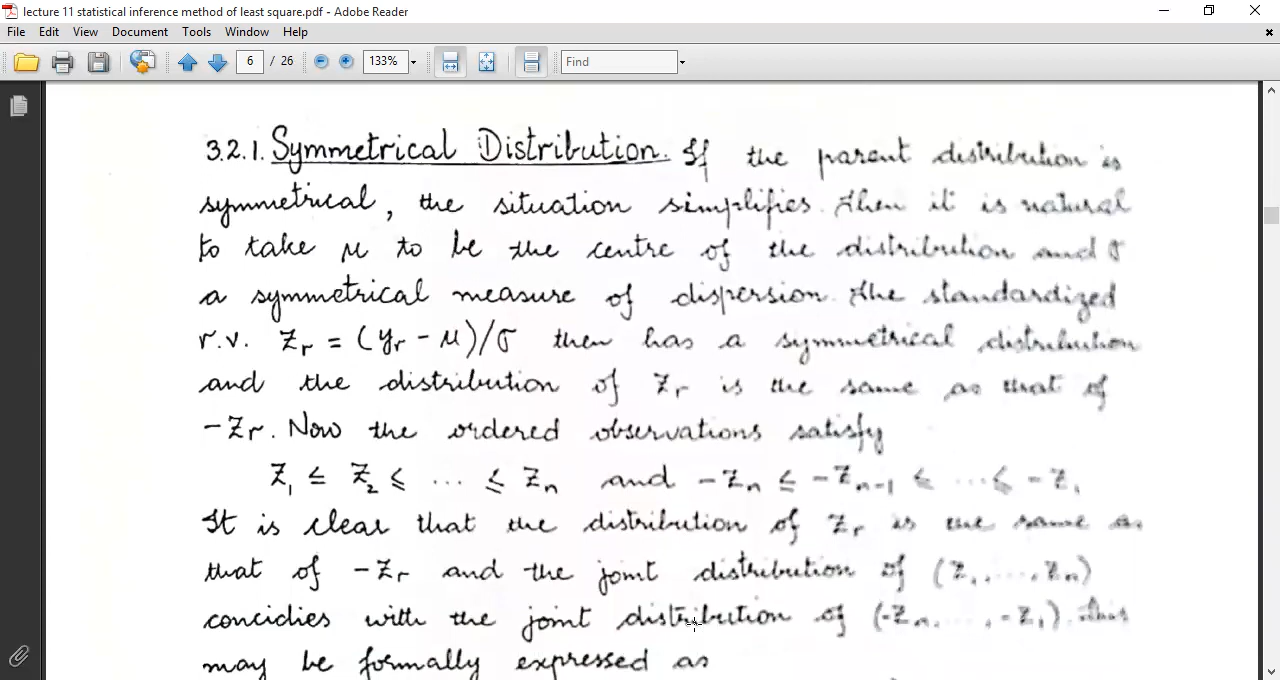 lecture 11 statistical inference method of least square.pdf - Adobe Reader
File Edit View Document Tools Window Help
6 / 26 133% Find
3.2.1. Symmetrical Distribution. If the parent distribution is
symmetrical, the situation simplifies. Then it is natural
to take μ to be the centre of the distribution and σ
a symmetrical measure of dispersion. The standardized
r.v. Zr = (yr - μ)/σ then has a symmetrical distribution
and the distribution of Zr is the same as that of
-Zr. Now the ordered observations satisfy
Z₁ ≤ Z₂ ≤ ... ≤ Zn and -Zn ≤ -Zn-1 ≤ ... ≤ -Z₁
It is clear that the distribution of Zr is the same as
that of -Zr and the joint distribution of (Z₁, ..., Zn)
concidies with the joint distribution of (-Zn, ..., -Z₁). This
may be formally expressed as